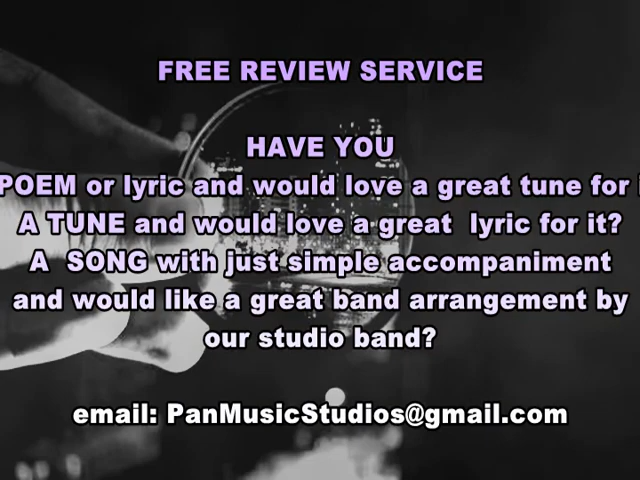 FREE REVIEW SERVICE
HAVE YOU
POEM or lyric and would love a great tune for
A TUNE and would love a great lyric for it?
A SONG with just simple accompaniment
and would like a great band arrangement by
our studio band?
email: PanMusicStudios@gmail.com